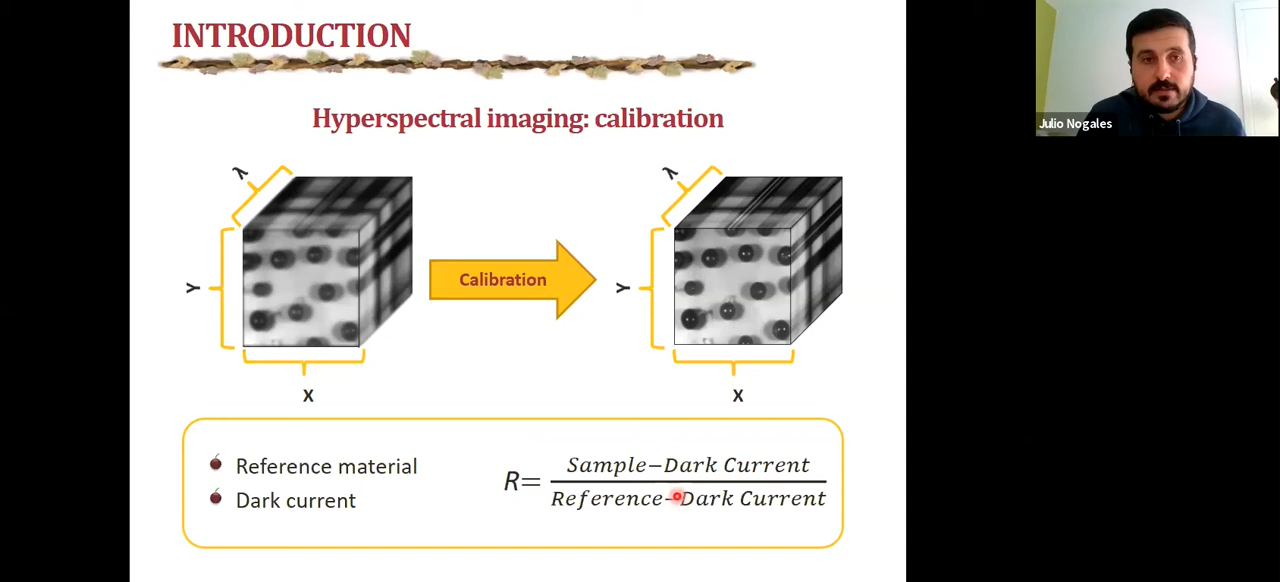 INTRODUCTION
Hyperspectral imaging: calibration
Julio Nogales
λ
Y
X
Calibration
λ
Y
X
Reference material
Dark current
R= Sample−Dark Current
Reference−Dark Current